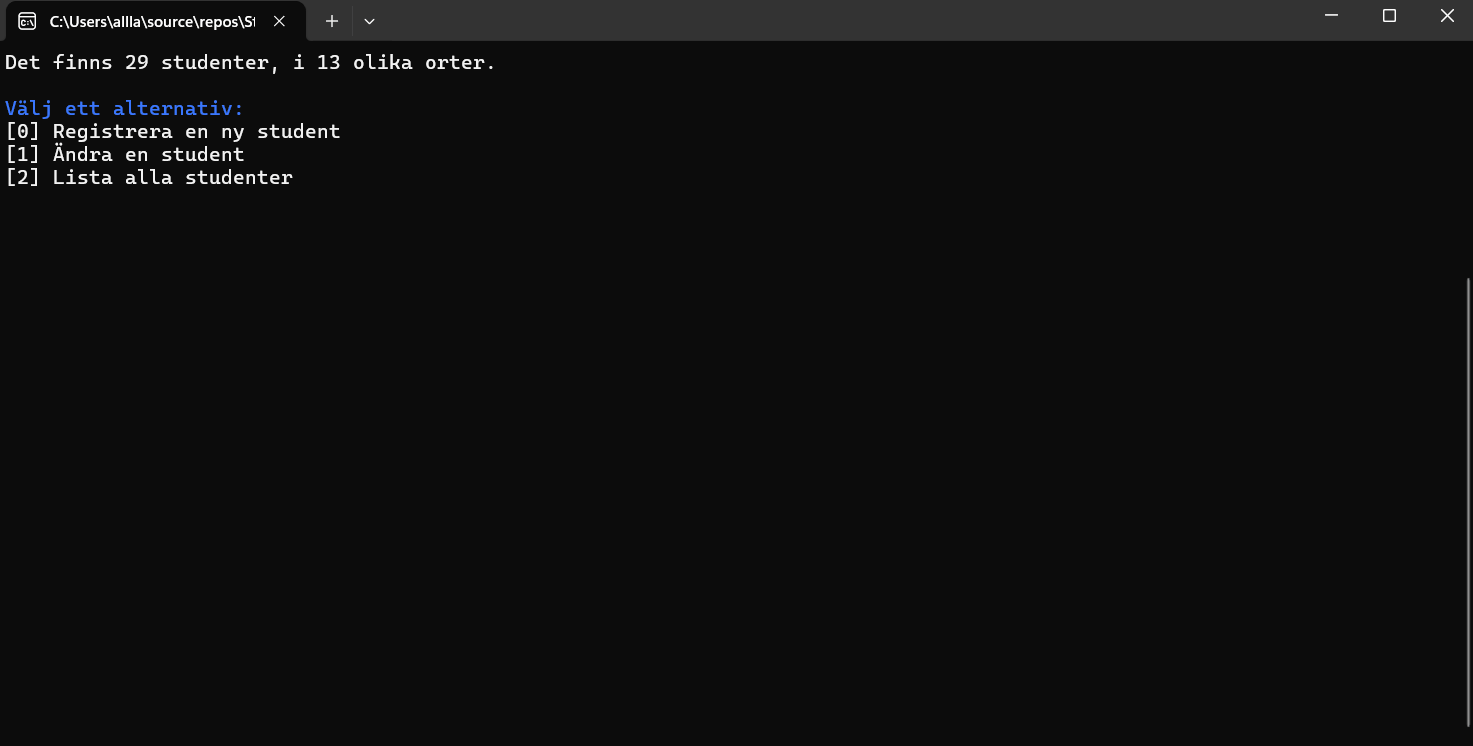 C:\Users\allla\source\repos\St
Det finns 29 studenter, i 13 olika orter.
Välj ett alternativ:
[0] Registrera en ny student
[1] Ändra en student
[2] Lista alla studenter